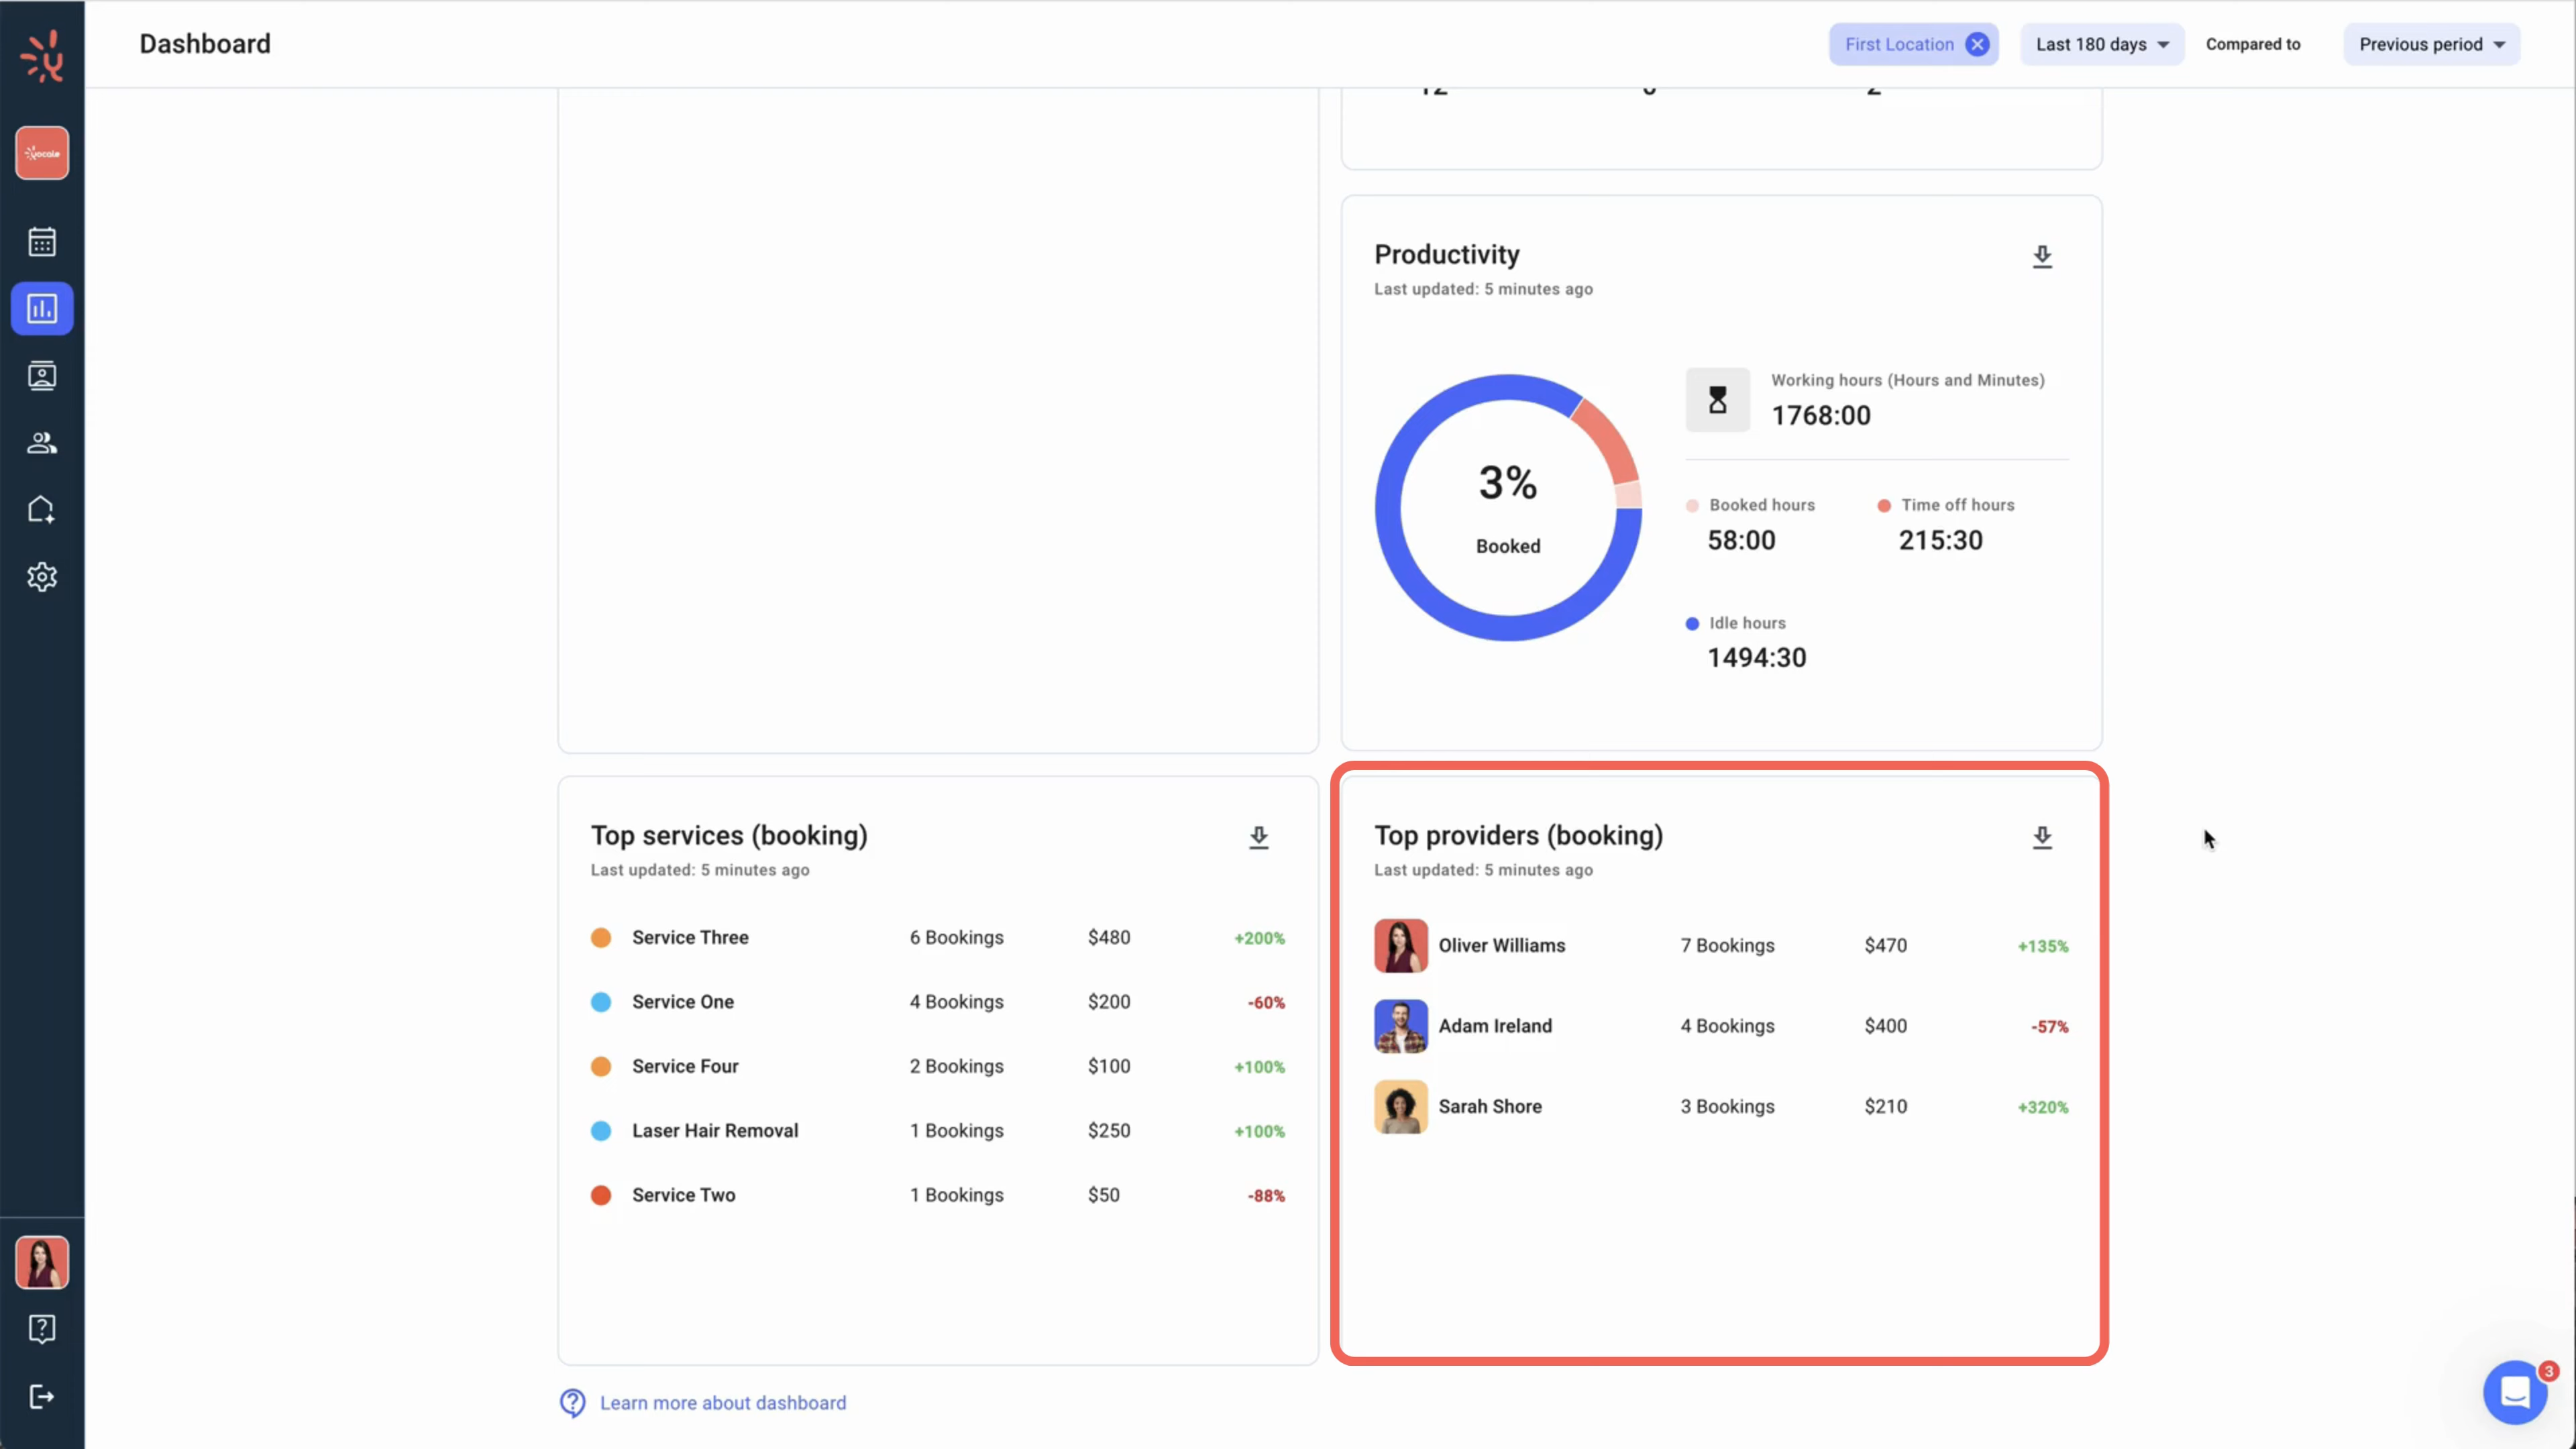 Dashboard
First Location
Last 180 days
Compared to
Previous period
yocale
Productivity
Last updated: 5 minutes ago
3%
Booked
Working hours (Hours and Minutes)
1768:00
Booked hours
58:00
Time off hours
215:30
Idle hours
1494:30
Top services (booking)
Last updated: 5 minutes ago
Service Three 6 Bookings $480 +200%
Service One 4 Bookings $200 -60%
Service Four 2 Bookings $100 +100%
Laser Hair Removal 1 Bookings $250 +100%
Service Two 1 Bookings $50 -88%
Top providers (booking)
Last updated: 5 minutes ago
Oliver Williams 7 Bookings $470 +135%
Adam Ireland 4 Bookings $400 -57%
Sarah Shore 3 Bookings $210 +320%
Learn more about dashboard
3